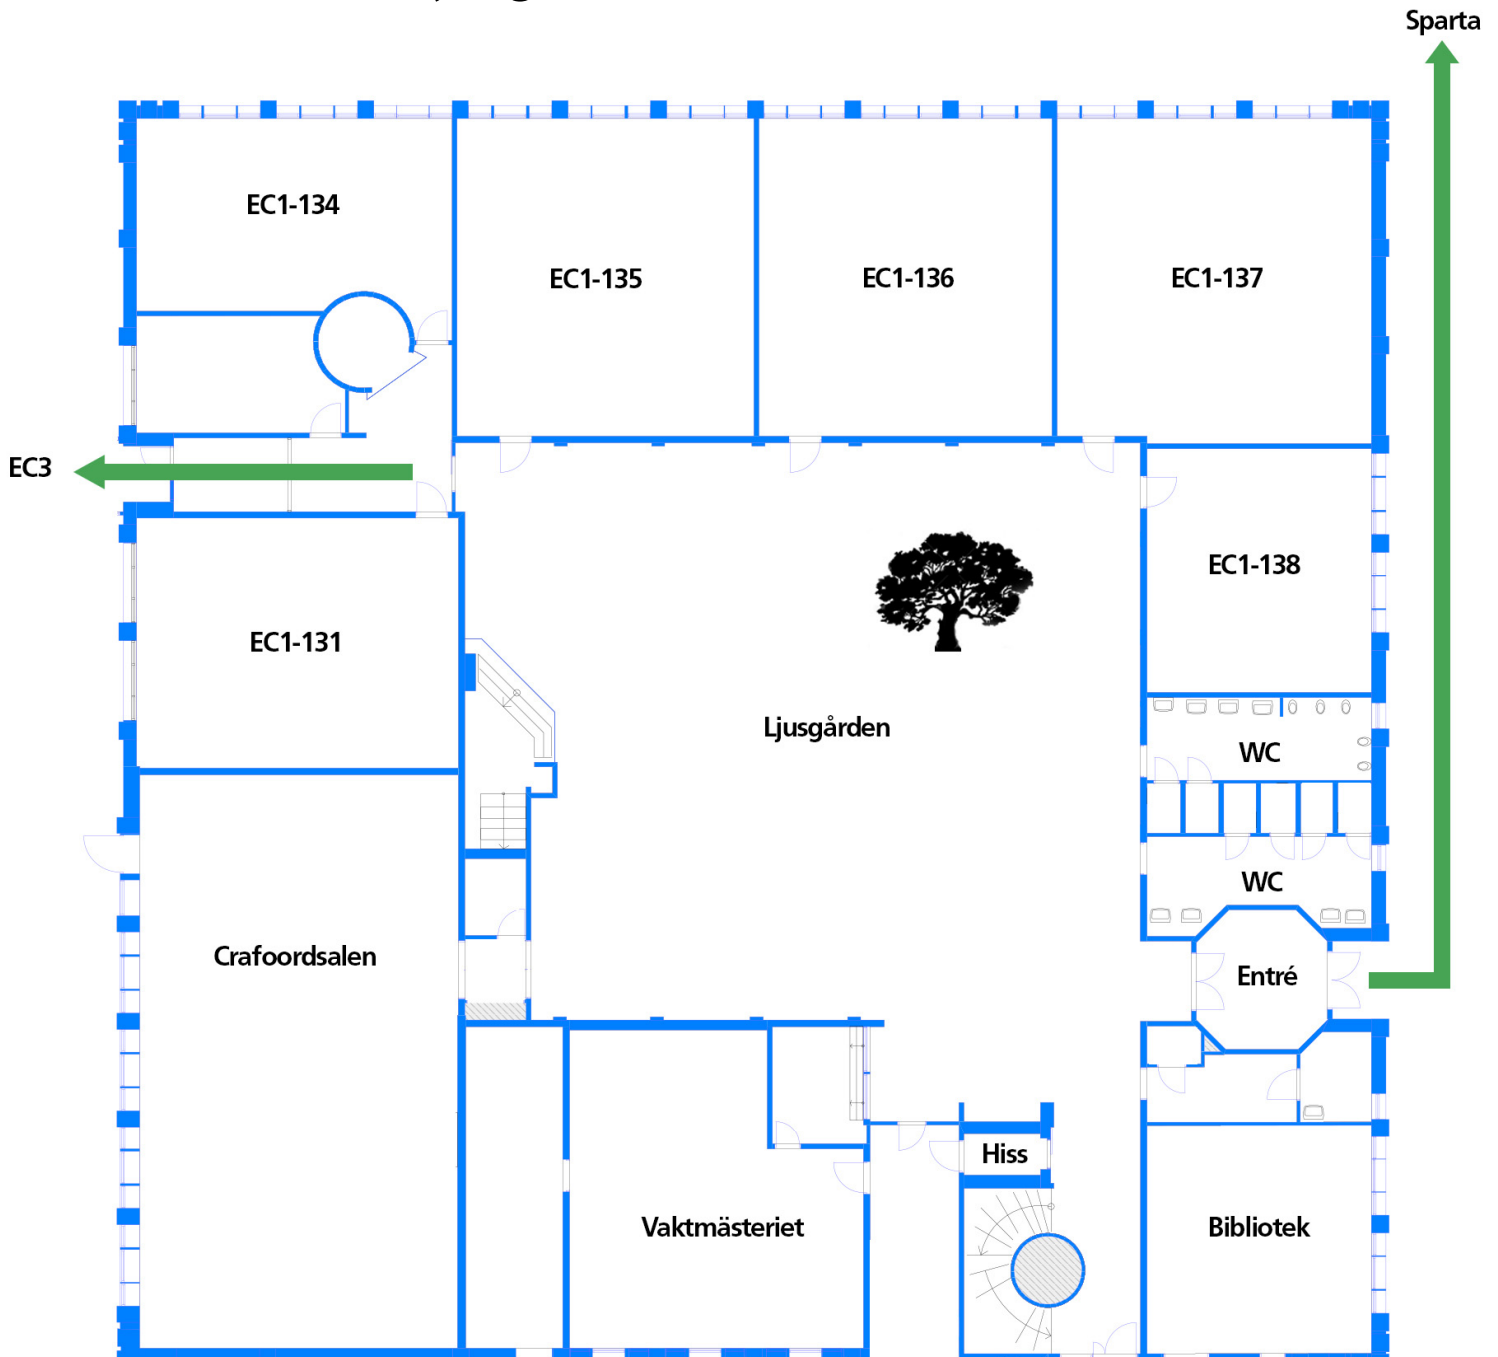 Sparta
EC1-134
EC1-135
EC1-136
EC1-137
EC3
EC1-138
EC1-131
Ljusgården
WC
WC
Crafoordsalen
Entré
Hiss
Vaktmästeriet
Bibliotek